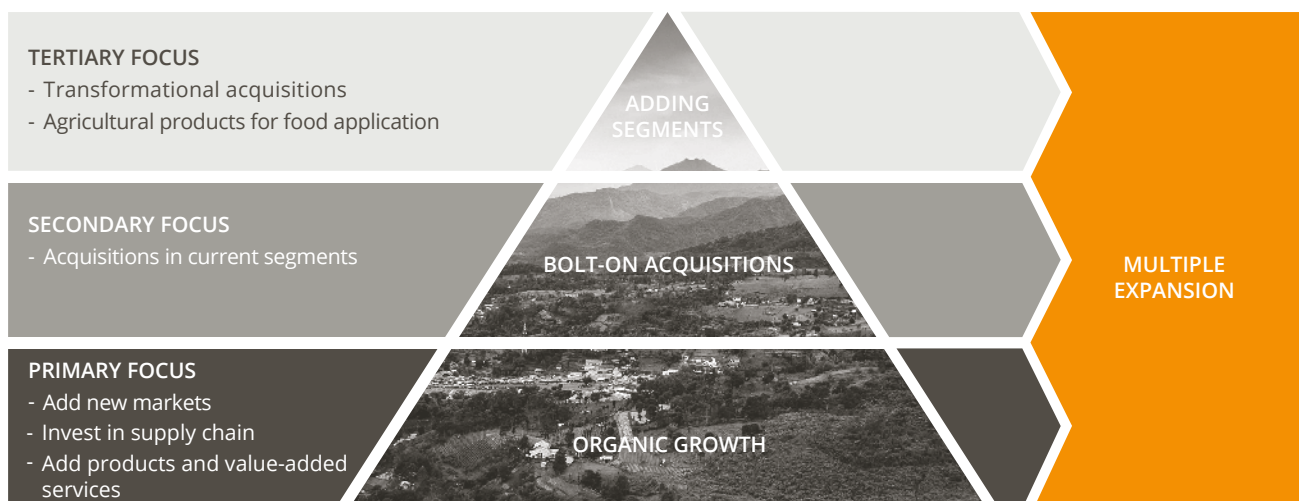 TERTIARY FOCUS
- Transformational acquisitions
- Agricultural products for food application
ADDING
SEGMENTS
SECONDARY FOCUS
- Acquisitions in current segments
BOLT-ON ACQUISITIONS
PRIMARY FOCUS
- Add new markets
- Invest in supply chain
- Add products and value-added
services
ORGANIC GROWTH
MULTIPLE
EXPANSION